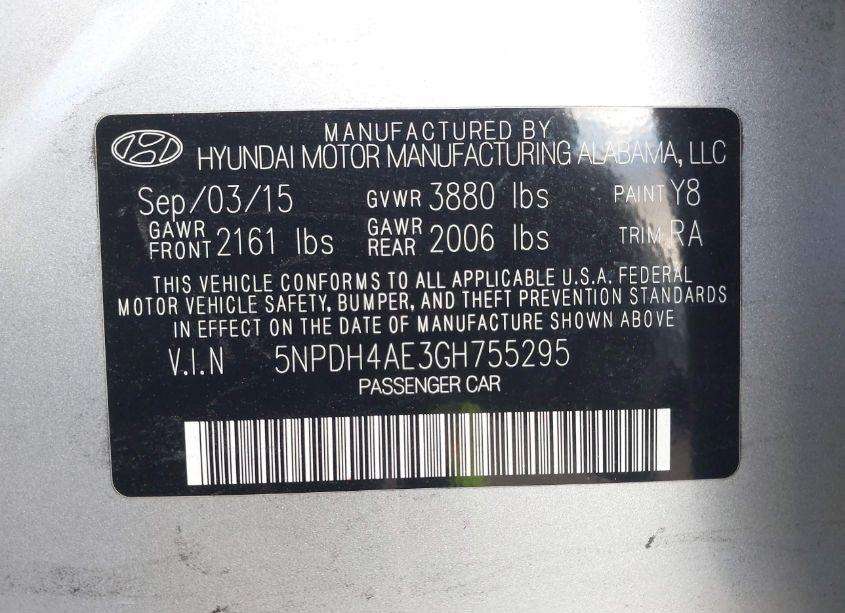 MANUFACTURED BY
HYUNDAI MOTOR MANUFACTURING ALABAMA, LLC
Sep/03/15 GVWR 3880 lbs PAINT Y8
GAWR FRONT 2161 lbs GAWR REAR 2006 lbs TRIM RA
THIS VEHICLE CONFORMS TO ALL APPLICABLE U.S.A. FEDERAL
MOTOR VEHICLE SAFETY, BUMPER, AND THEFT PREVENTION STANDARDS
IN EFFECT ON THE DATE OF MANUFACTURE SHOWN ABOVE
V.I.N 5NPDH4AE3GH755295
PASSENGER CAR